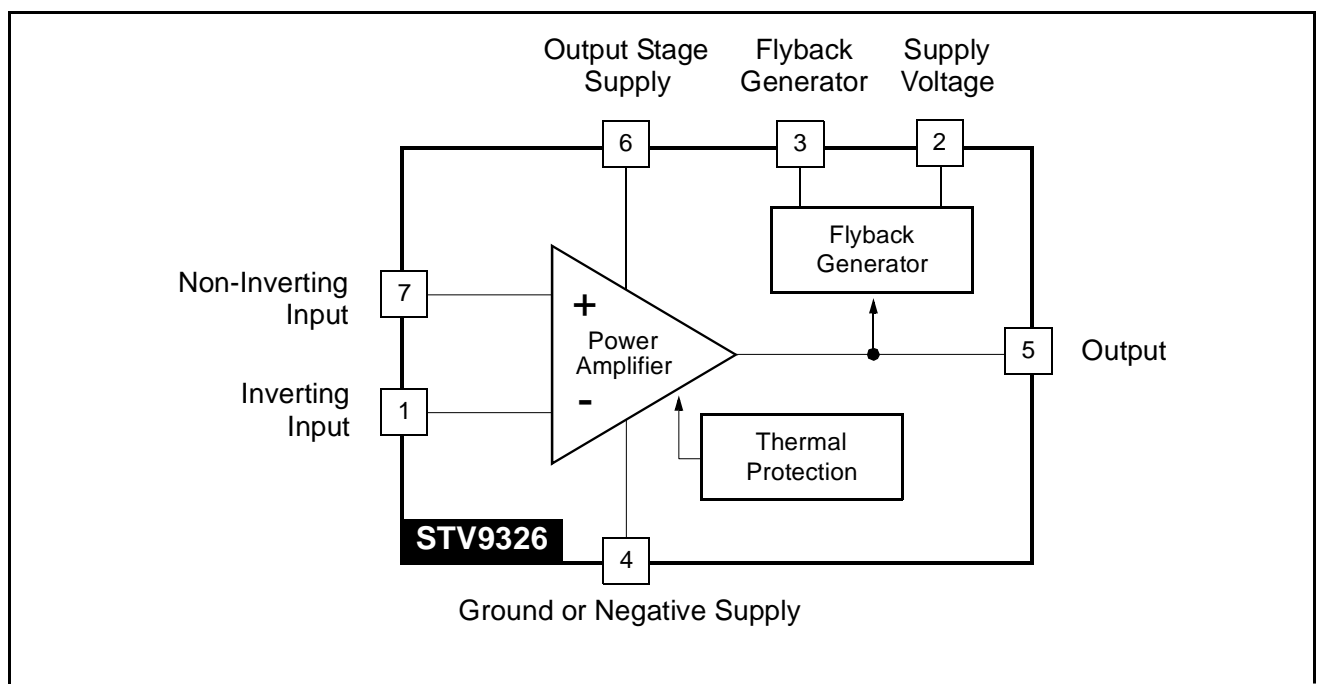 Output Stage
Supply
Flyback
Generator
Supply
Voltage
6
3
2
Flyback
Generator
Non-Inverting
Input
7
+
Power
Amplifier
5
Output
Inverting
Input
1
-
Thermal
Protection
STV9326
4
Ground or Negative Supply